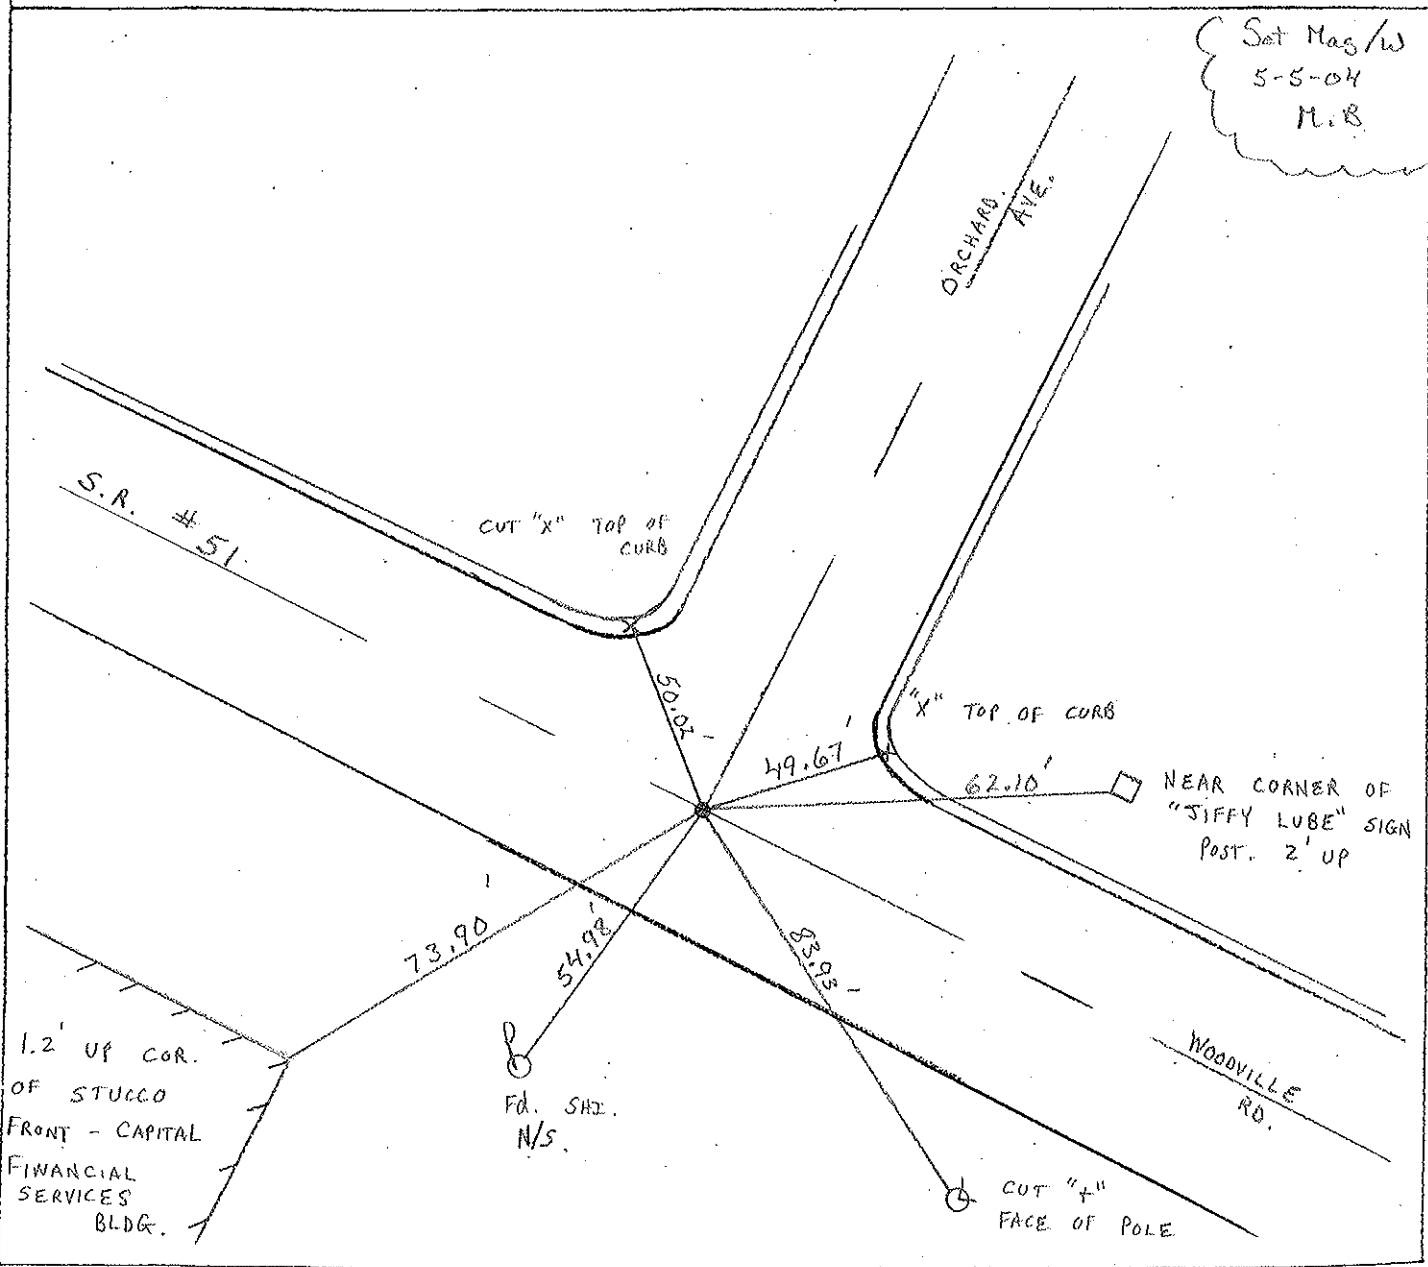 Set Mag/W
5-5-04
M.B
ORCHARD.
AVE.
S.R. #51
CUT "X" TOP OF
CURB
50.02'
"X" TOP OF CURB
49.67'
62.10'
NEAR CORNER OF
"JIFFY LUBE" SIGN
POST. 2' UP
73.90'
54.98'
83.93'
1.2' UP COR.
OF STUCCO
FRONT - CAPITAL
FINANCIAL
SERVICES
BLDG.
Fd.
N/S.
WOODVILLE
RD.
CUT "+"
FACE OF POLE